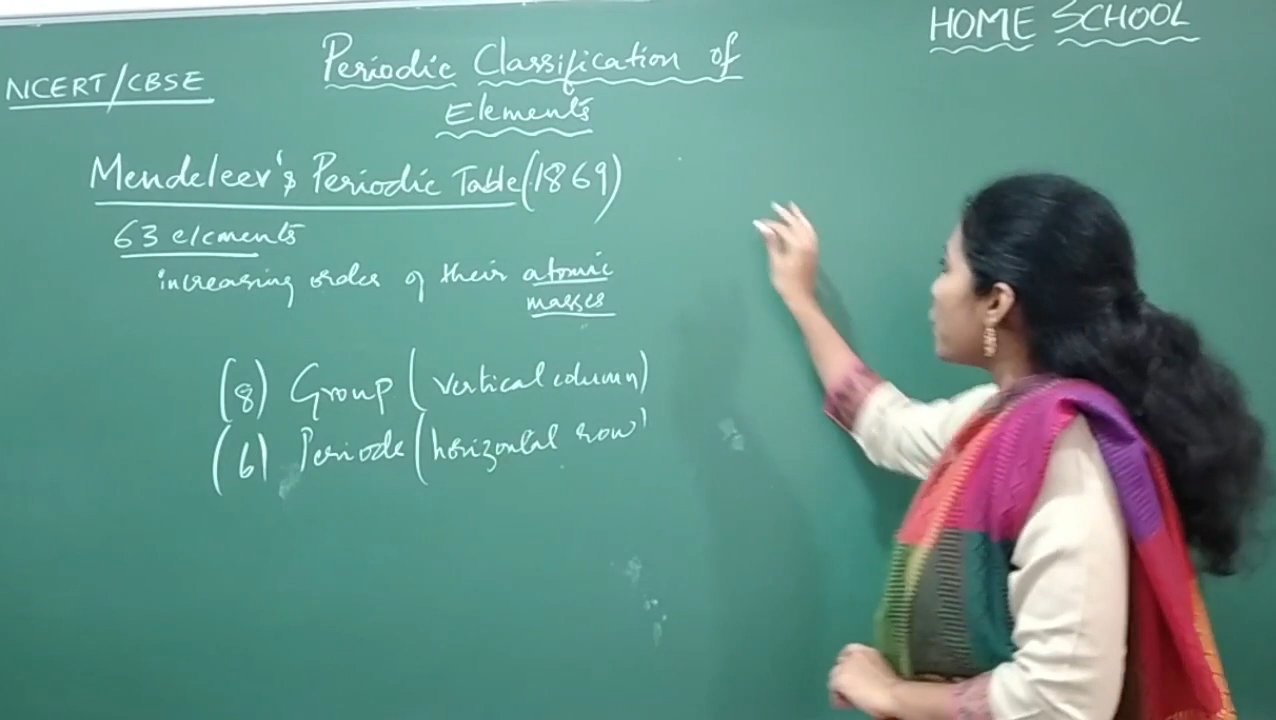 HOME SCHOOL
NCERT/CBSE
Periodic Classification of
Elements
Mendeleev's Periodic Table (1869)
63 elements
increasing order of their atomic
masses
(8) Group (vertical column)
(6) Periode (horizontal row)